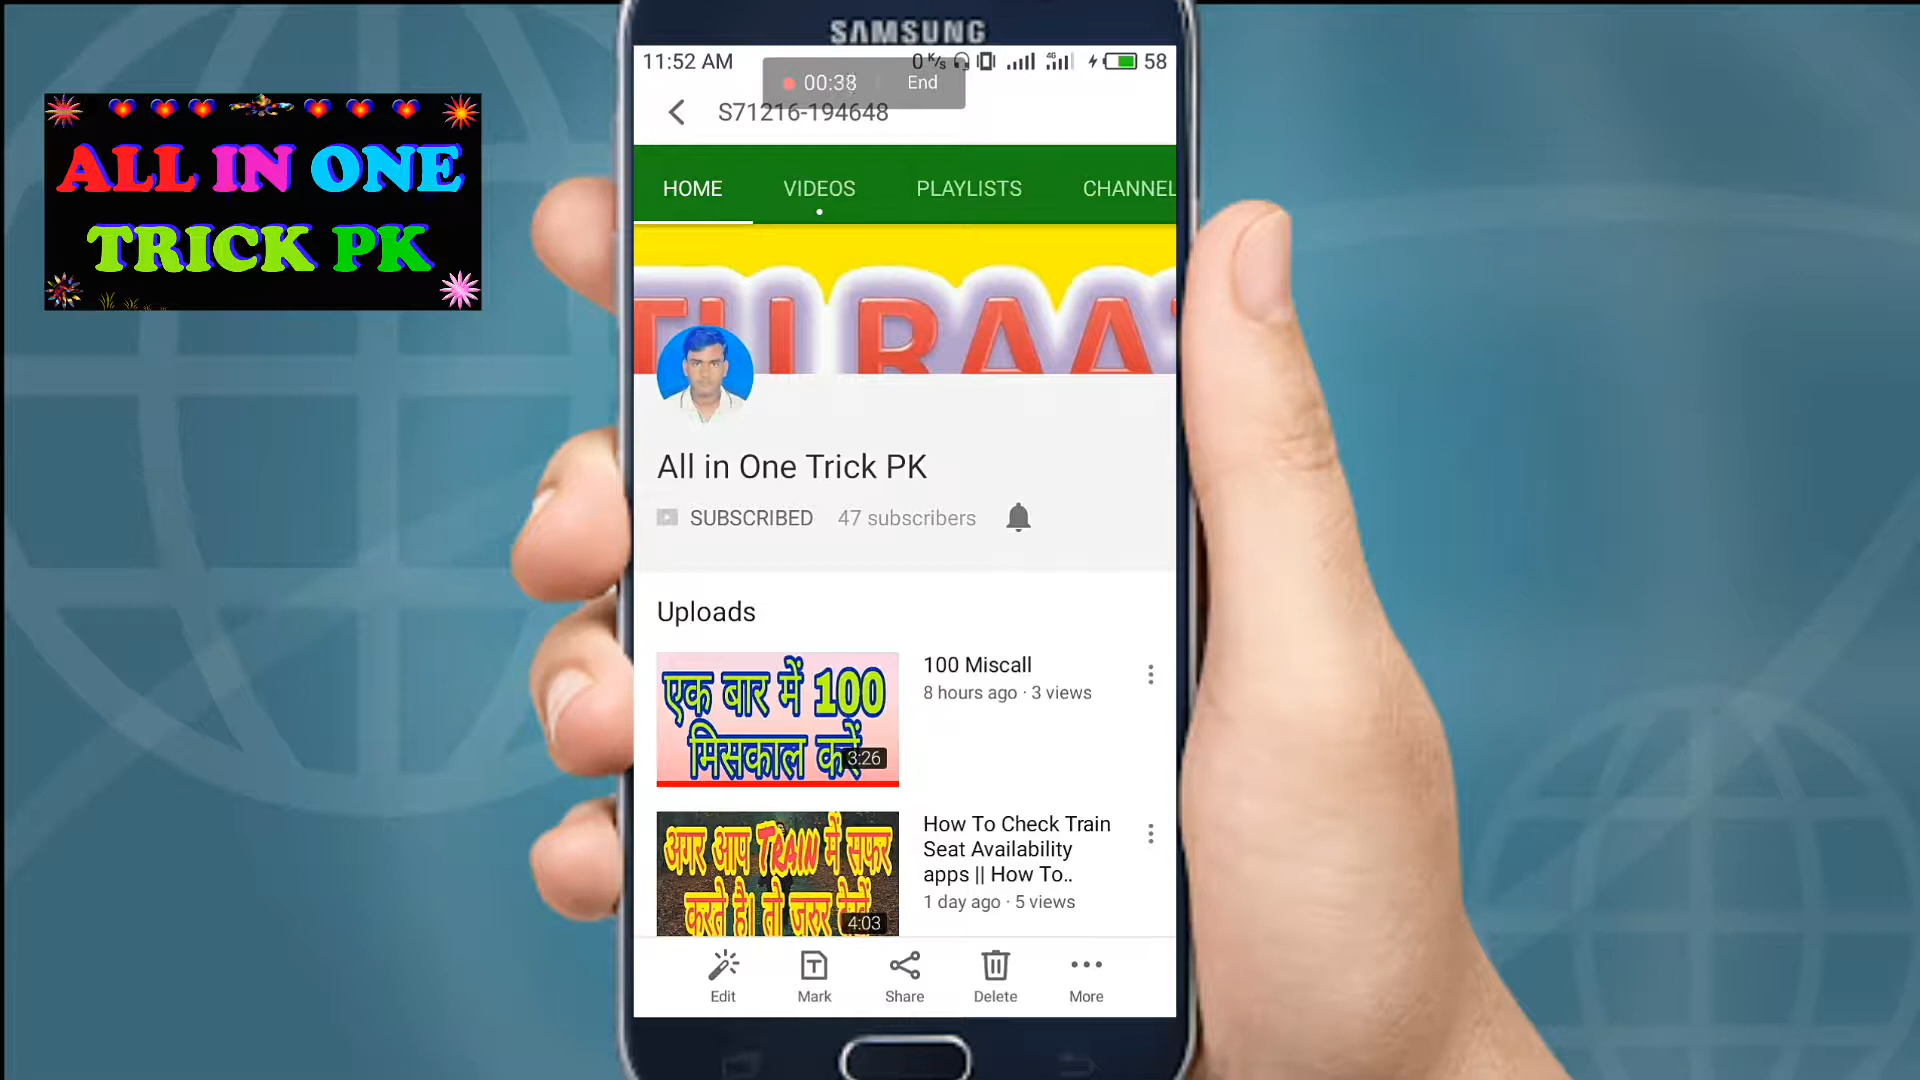 SAMSUNG
11:52 AM
0 K/s
4G
58
00:38
End
S71216-194648
ALL IN ONE
TRICK PK
HOME
VIDEOS
PLAYLISTS
CHANNEL
RAA
All in One Trick PK
SUBSCRIBED
47 subscribers
Uploads
एक बार में 100
मिसकाल करें
3:26
100 Miscall
8 hours ago · 3 views
अगर आप TRAIN में सफर
करते है। तो जरुर देखें
4:03
How To Check Train
Seat Availability
apps || How To..
1 day ago · 5 views
Edit
Mark
Share
Delete
More